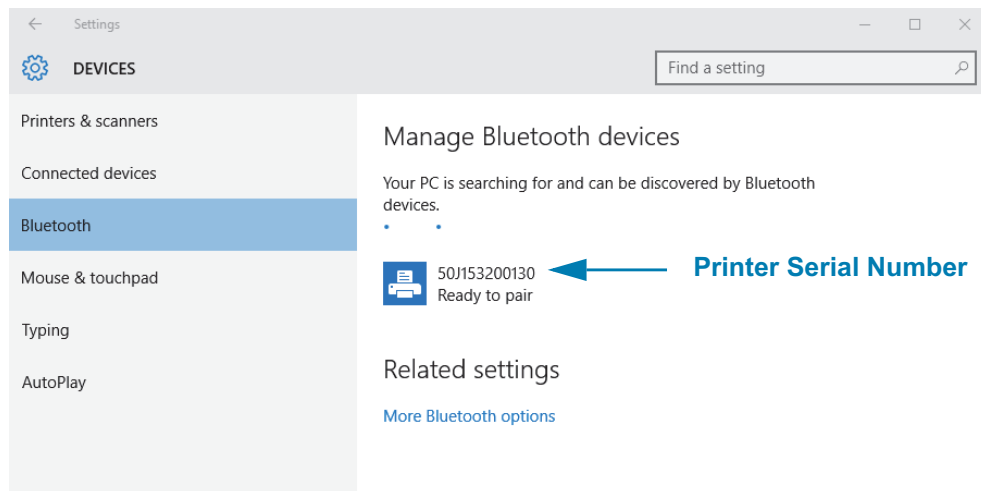 Settings
DEVICES
Find a setting
Printers & scanners
Connected devices
Bluetooth
Mouse & touchpad
Typing
AutoPlay
Manage Bluetooth devices
Your PC is searching for and can be discovered by Bluetooth
devices.
50J153200130
Ready to pair
Printer Serial Number
Related settings
More Bluetooth options